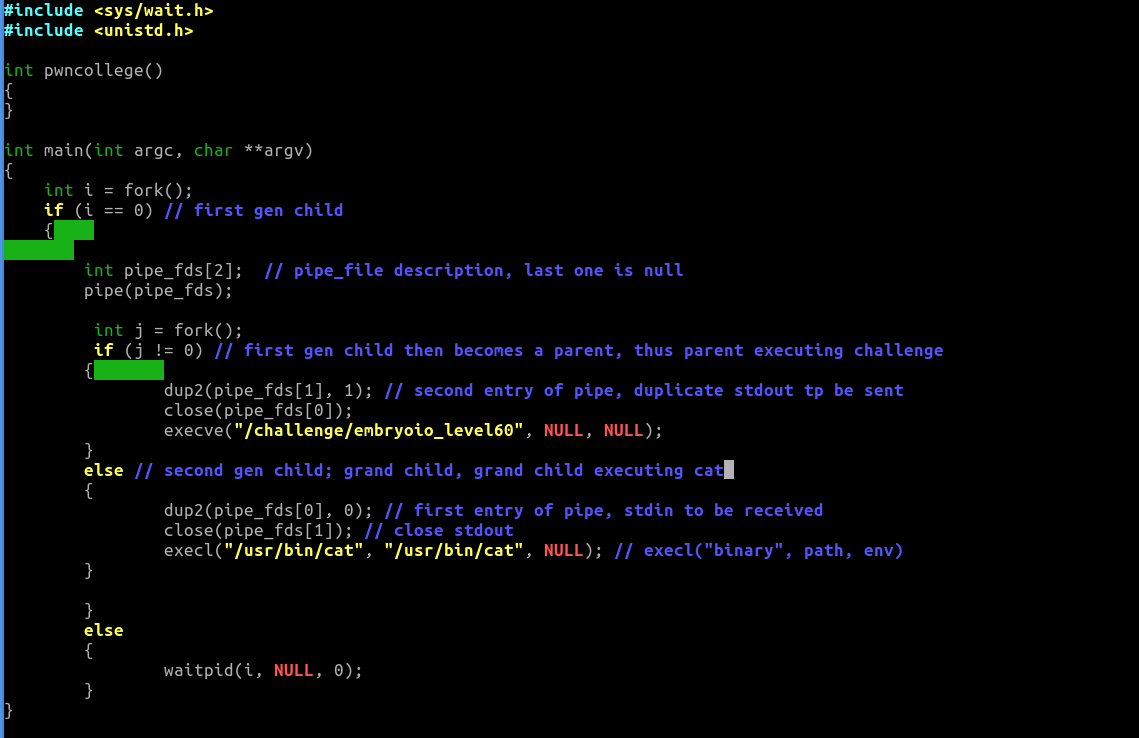 #include <sys/wait.h>
#include <unistd.h>
int pwncollege()
{
}
int main(int argc, char **argv)
{
    int i = fork();
    if (i == 0) // first gen child
    {
        int pipe_fds[2];  // pipe_file description, last one is null
        pipe(pipe_fds);
         int j = fork();
         if (j != 0) // first gen child then becomes a parent, thus parent executing challenge
        {
                dup2(pipe_fds[1], 1); // second entry of pipe, duplicate stdout tp be sent
                close(pipe_fds[0]);
                execve("/challenge/embryoio_level60", NULL, NULL);
        }
        else // second gen child; grand child, grand child executing cat
        {
                dup2(pipe_fds[0], 0); // first entry of pipe, stdin to be received
                close(pipe_fds[1]); // close stdout
                execl("/usr/bin/cat", "/usr/bin/cat", NULL); // execl("binary", path, env)
        }
        }
        else
        {
                waitpid(i, NULL, 0);
        }
}